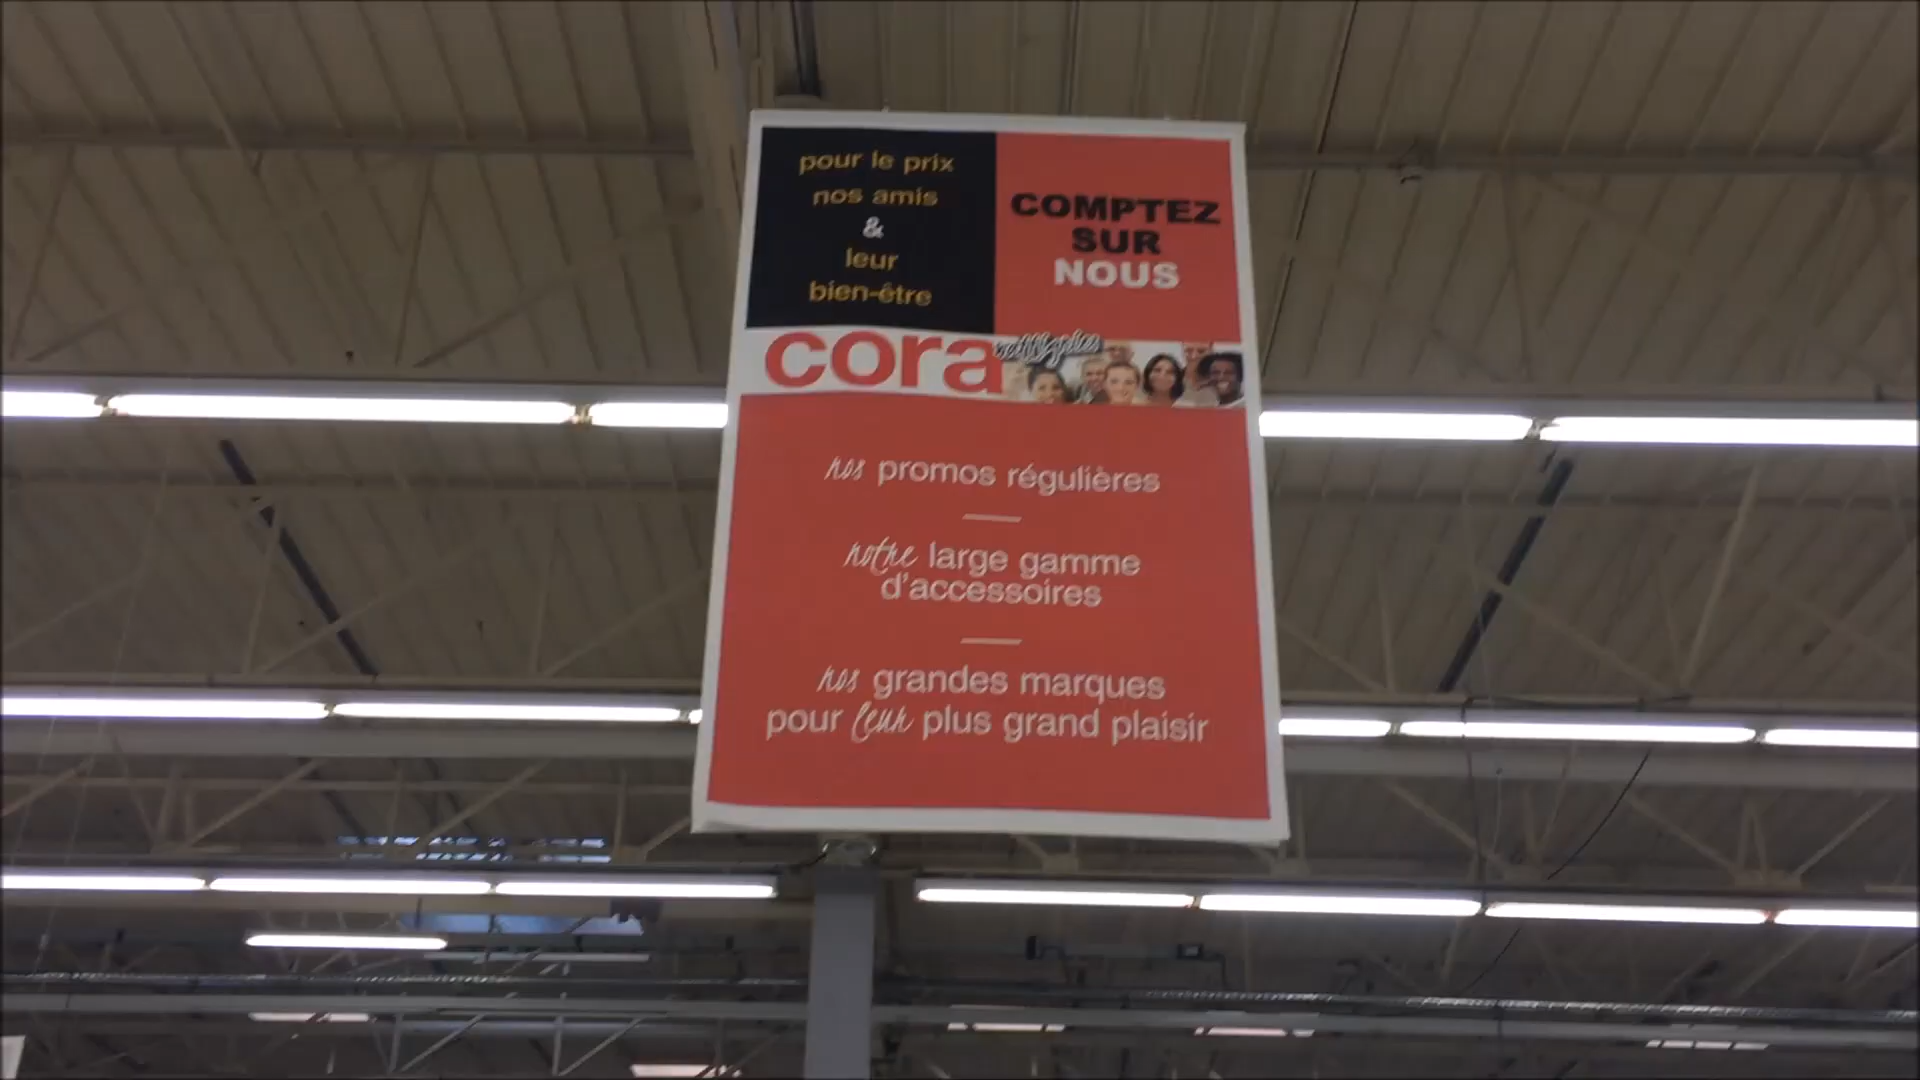 pour le prix
nos amis
&
leur
bien-être
COMPTEZ
SUR
NOUS
cora
nos promos régulières
notre large gamme
d'accessoires
nos grandes marques
pour leur plus grand plaisir